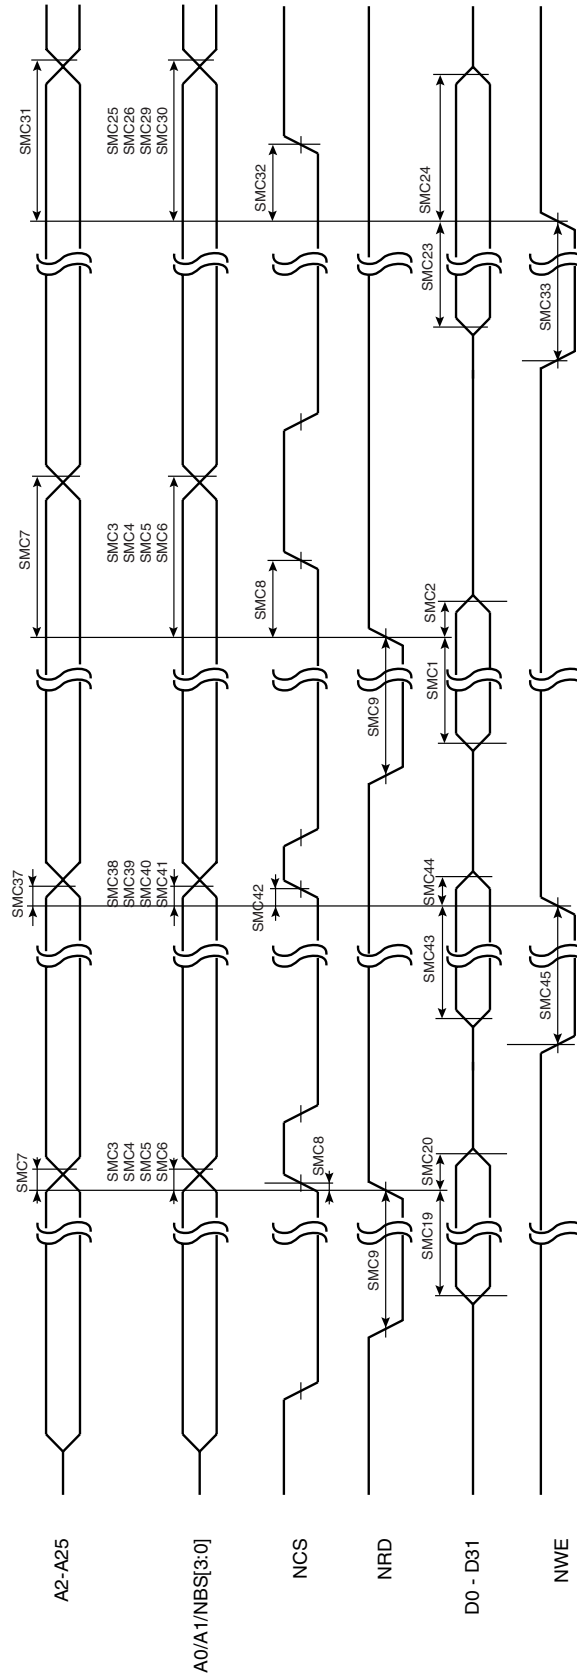 A2-A25
SMC7
SMC37
SMC7
SMC31
A0/A1/NBS[3:0]
SMC3
SMC4
SMC5
SMC6
SMC38
SMC39
SMC40
SMC41
SMC3
SMC4
SMC5
SMC6
SMC25
SMC26
SMC29
SMC30
NCS
SMC8
SMC42
SMC8
SMC32
NRD
SMC9
SMC9
D0 - D31
SMC19
SMC20
SMC43
SMC44
SMC1
SMC2
SMC23
SMC24
NWE
SMC45
SMC33